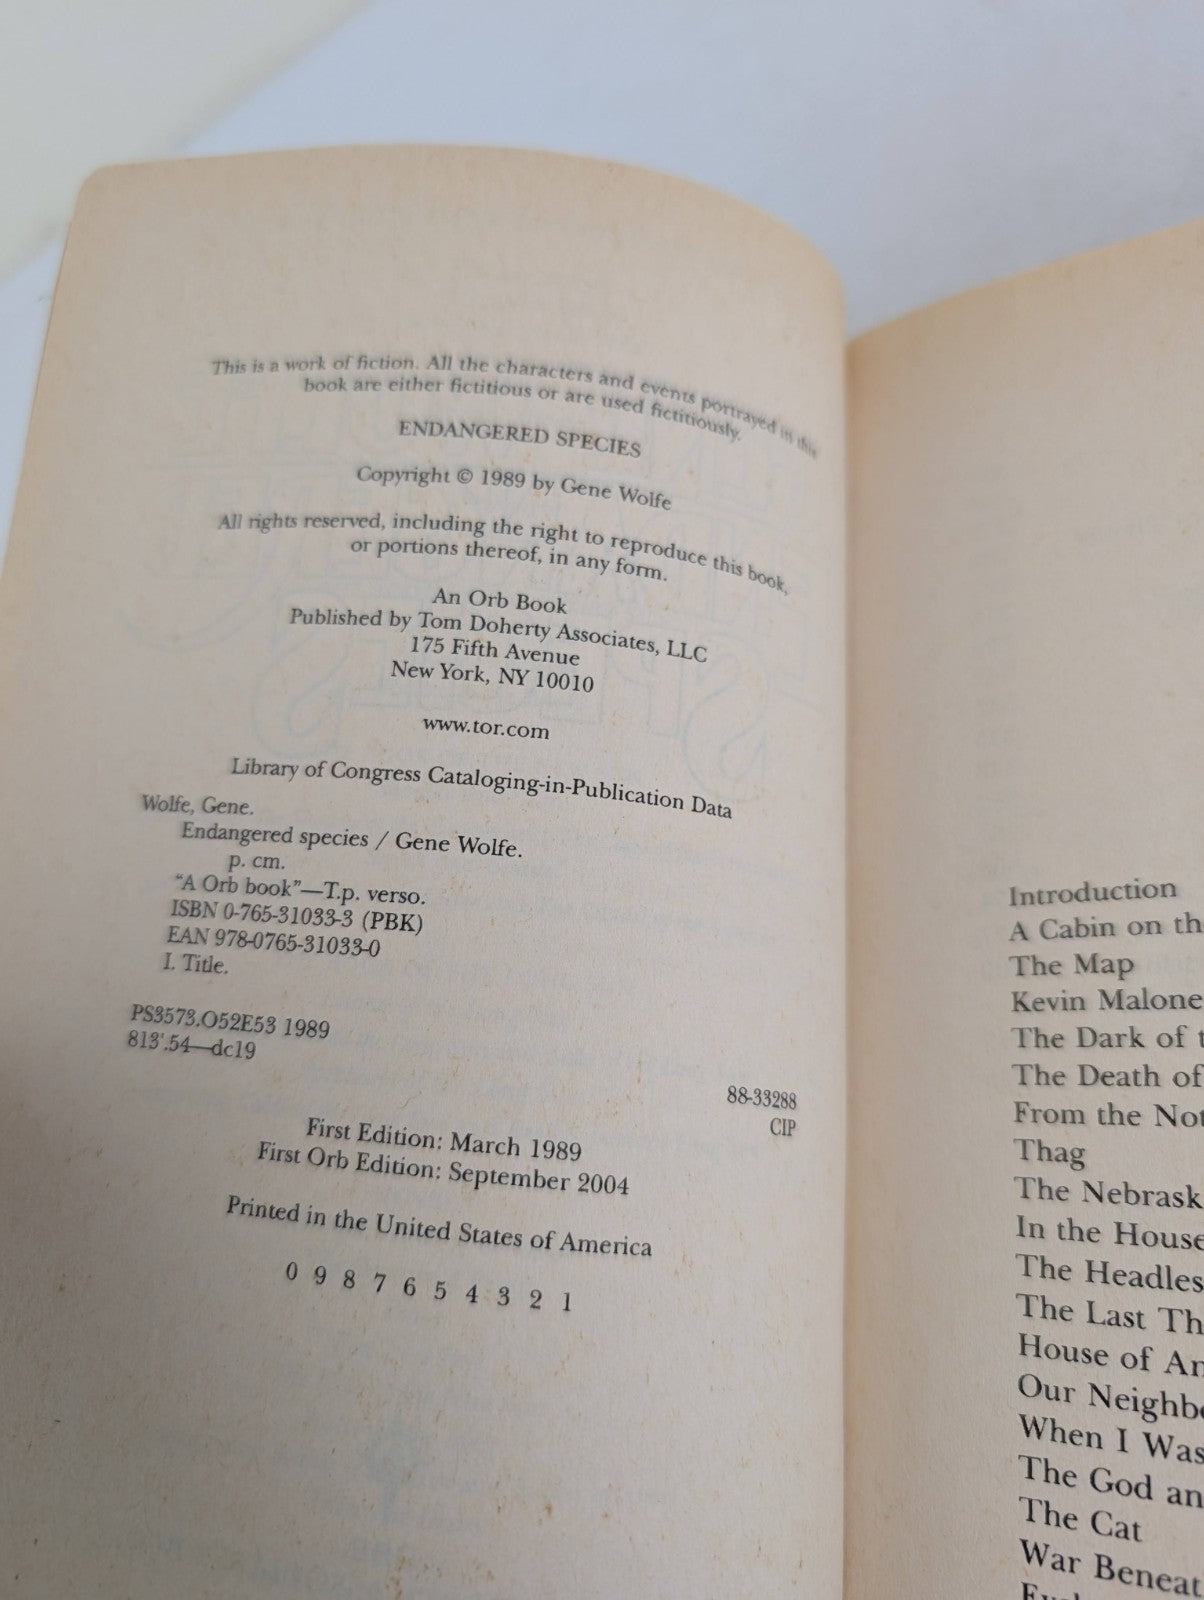 This is a work of fiction. All the characters and events portrayed in this
book are either fictitious or are used fictitiously.
ENDANGERED SPECIES
Copyright © 1989 by Gene Wolfe
All rights reserved, including the right to reproduce this book,
or portions thereof, in any form.
An Orb Book
Published by Tom Doherty Associates, LLC
175 Fifth Avenue
New York, NY 10010
www.tor.com
Library of Congress Cataloging-in-Publication Data
Wolfe, Gene.
Endangered species / Gene Wolfe.
p. cm.
"A Orb book"—T.p. verso.
ISBN 0-765-31033-3 (PBK)
EAN 978-0765-31033-0
I. Title.
PS3573.O52E53 1989
813'.54—dc19
88-33288
CIP
First Edition: March 1989
First Orb Edition: September 2004
Printed in the United States of America
0 9 8 7 6 5 4 3 2 1
Introduction
A Cabin on th
The Map
Kevin Malone
The Dark of t
The Death of
From the Not
Thag
The Nebrask
In the House
The Headles
The Last Th
House of An
Our Neighbo
When I Was
The God an
The Cat
War Beneat